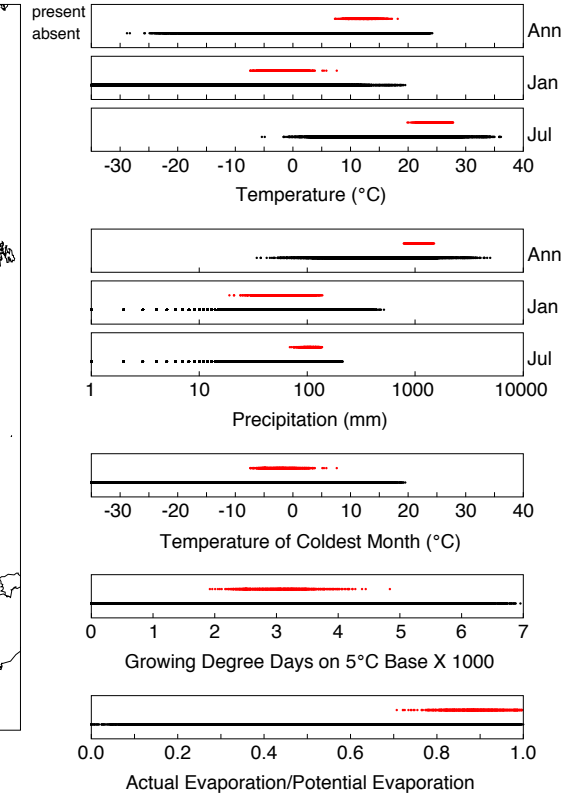 present
absent
Ann
Jan
Jul
-30 -20 -10 0 10 20 30 40
Temperature (°C)
Ann
Jan
Jul
1 10 100 1000 10000
Precipitation (mm)
-30 -20 -10 0 10 20 30 40
Temperature of Coldest Month (°C)
0 1 2 3 4 5 6 7
Growing Degree Days on 5°C Base X 1000
0.0 0.2 0.4 0.6 0.8 1.0
Actual Evaporation/Potential Evaporation